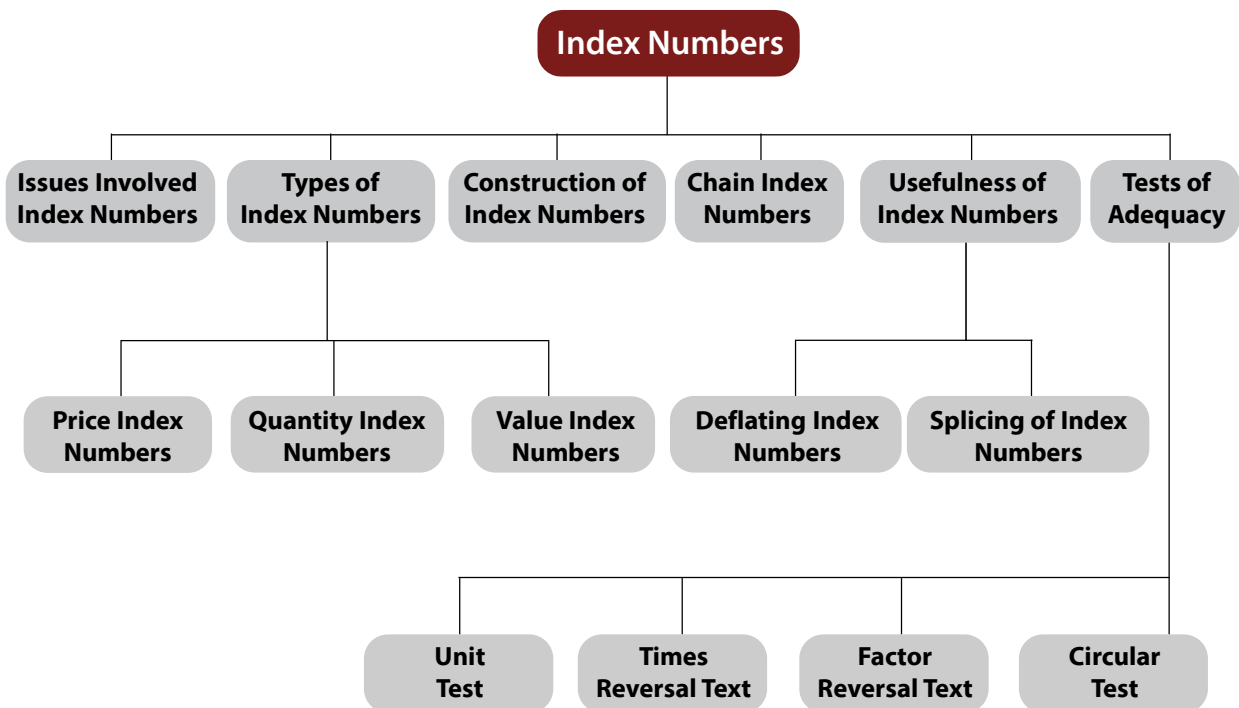 Index Numbers
Issues Involved
Index Numbers
Types of
Index Numbers
Construction of
Index Numbers
Chain Index
Numbers
Usefulness of
Index Numbers
Tests of
Adequacy
Price Index
Numbers
Quantity Index
Numbers
Value Index
Numbers
Deflating Index
Numbers
Splicing of Index
Numbers
Unit
Test
Times
Reversal Text
Factor
Reversal Text
Circular
Test